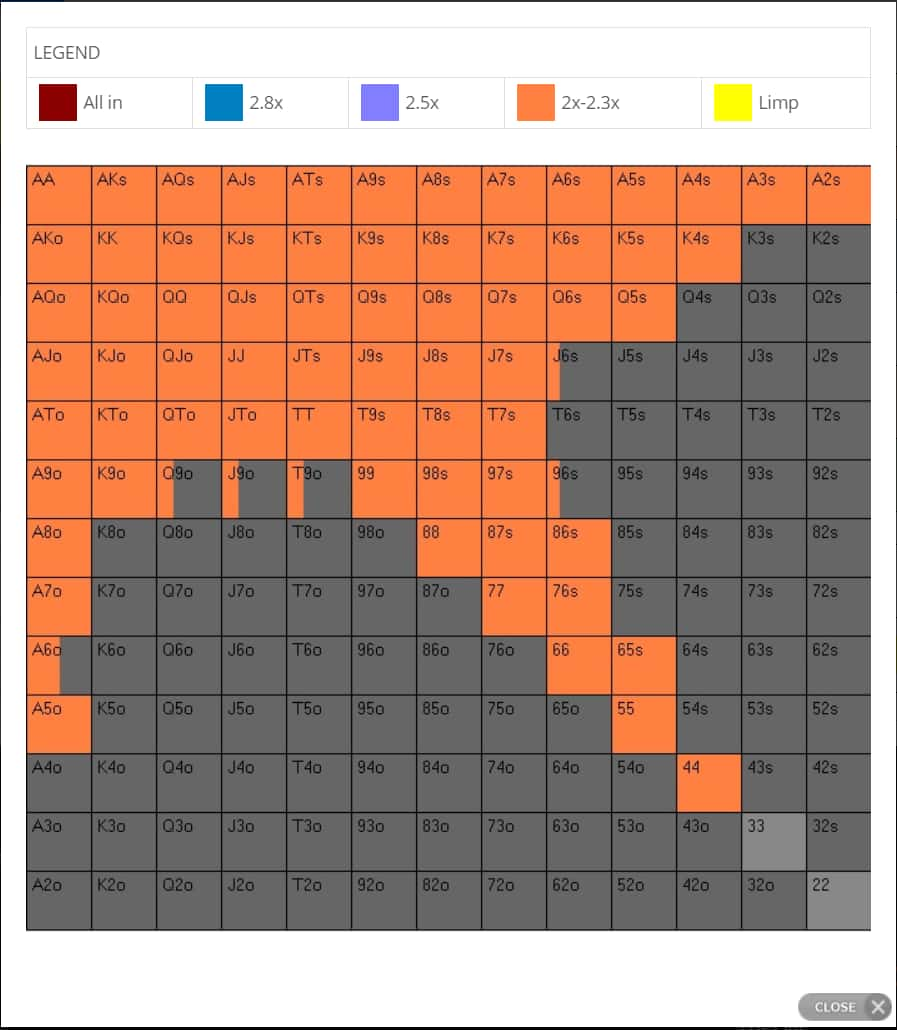 LEGEND
All in 2.8x 2.5x 2x-2.3x Limp
AA AKs AQs AJs ATs A9s A8s A7s A6s A5s A4s A3s A2s
AKo KK KQs KJs KTs K9s K8s K7s K6s K5s K4s K3s K2s
AQo KQo QQ QJs QTs Q9s Q8s Q7s Q6s Q5s Q4s Q3s Q2s
AJo KJo QJo JJ JTs J9s J8s J7s J6s J5s J4s J3s J2s
ATo KTo QTo JTo TT T9s T8s T7s T6s T5s T4s T3s T2s
A9o K9o Q9o J9o T9o 99 98s 97s 96s 95s 94s 93s 92s
A8o K8o Q8o J8o T8o 98o 88 87s 86s 85s 84s 83s 82s
A7o K7o Q7o J7o T7o 97o 87o 77 76s 75s 74s 73s 72s
A6o K6o Q6o J6o T6o 96o 86o 76o 66 65s 64s 63s 62s
A5o K5o Q5o J5o T5o 95o 85o 75o 65o 55 54s 53s 52s
A4o K4o Q4o J4o T4o 94o 84o 74o 64o 54o 44 43s 42s
A3o K3o Q3o J3o T3o 93o 83o 73o 63o 53o 43o 33 32s
A2o K2o Q2o J2o T2o 92o 82o 72o 62o 52o 42o 32o 22
CLOSE